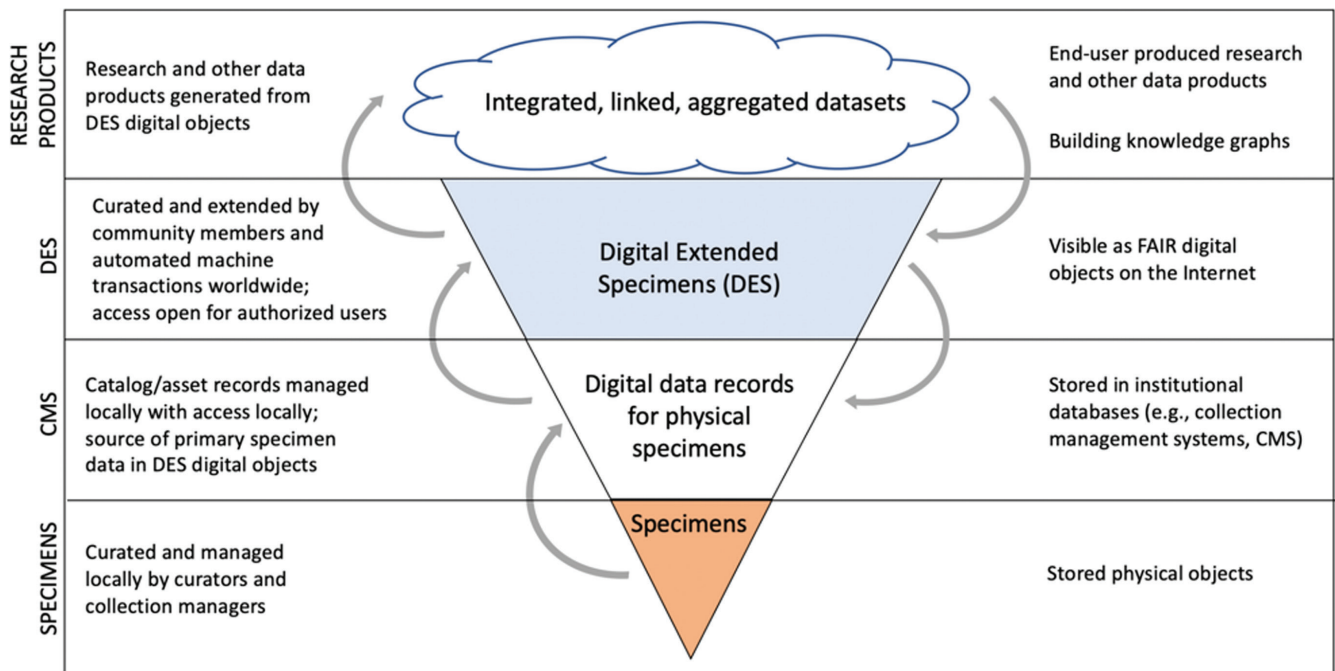 RESEARCH
PRODUCTS
Research and other data
products generated from
DES digital objects
Integrated, linked, aggregated datasets
End-user produced research
and other data products
Building knowledge graphs
DES
Curated and extended by
community members and
automated machine
transactions worldwide;
access open for authorized users
Digital Extended
Specimens (DES)
Visible as FAIR digital
objects on the Internet
CMS
Catalog/asset records managed
locally with access locally;
source of primary specimen
data in DES digital objects
Digital data records
for physical
specimens
Stored in institutional
databases (e.g., collection
management systems, CMS)
SPECIMENS
Curated and managed
locally by curators and
collection managers
Specimens
Stored physical objects